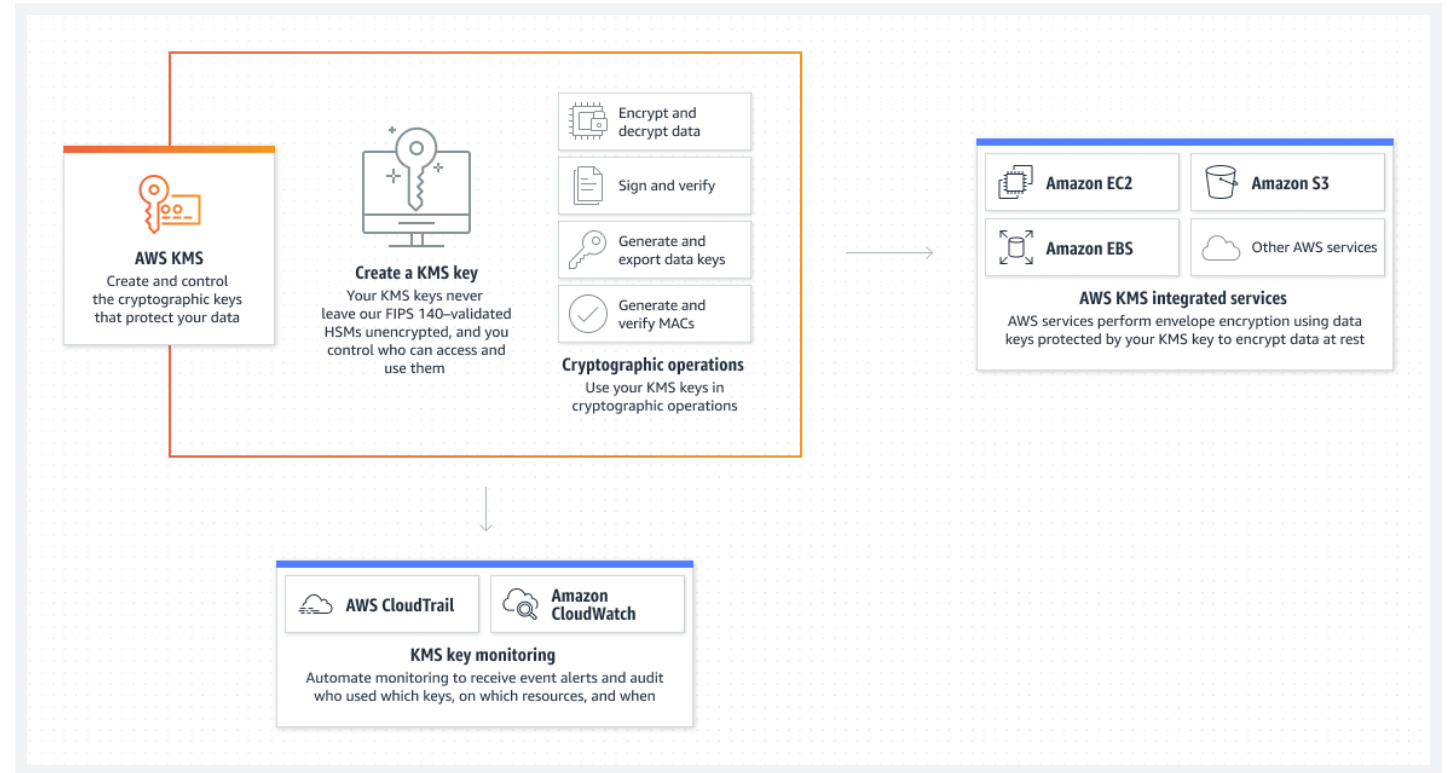 AWS KMS
Create and control
the cryptographic keys
that protect your data
Create a KMS key
Your KMS keys never
leave our FIPS 140–validated
HSMs unencrypted, and you
control who can access and
use them
Encrypt and
decrypt data
Sign and verify
Generate and
export data keys
Generate and
verify MACs
Cryptographic operations
Use your KMS keys in
cryptographic operations
Amazon EC2
Amazon S3
Amazon EBS
Other AWS services
AWS KMS integrated services
AWS services perform envelope encryption using data
keys protected by your KMS key to encrypt data at rest
AWS CloudTrail
Amazon
CloudWatch
KMS key monitoring
Automate monitoring to receive event alerts and audit
who used which keys, on which resources, and when